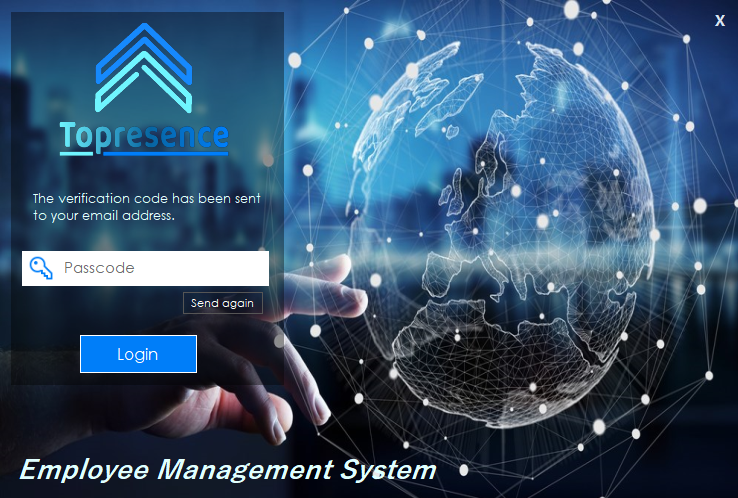 X
Topresence
The verification code has been sent
to your email address.
Passcode
Send again
Login
Employee Management System